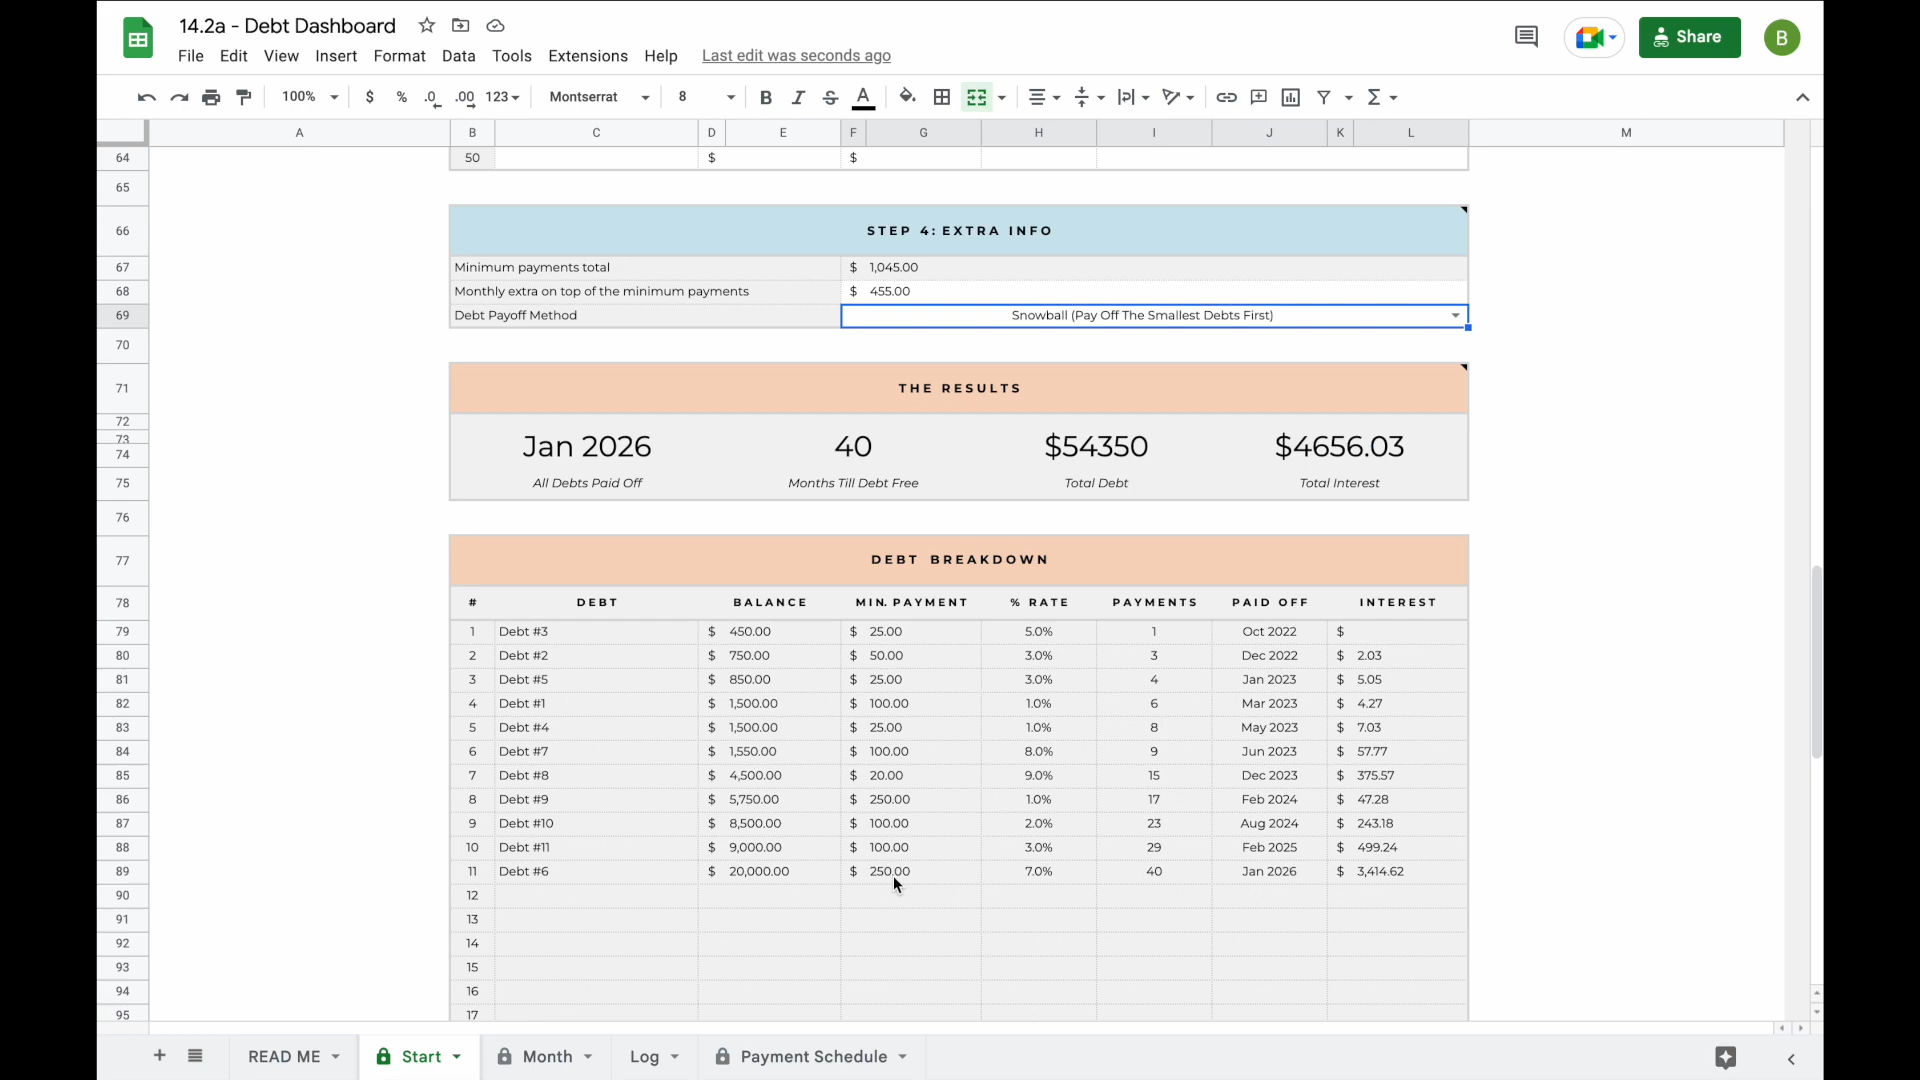 14.2a - Debt Dashboard
File Edit View Insert Format Data Tools Extensions Help Last edit was seconds ago
Share
B
100% $ % .0 .00 123 Montserrat 8 B I S A
A B C D E F G H I J K L M
64 50 $ $
65
66 STEP 4: EXTRA INFO
67 Minimum payments total $ 1,045.00
68 Monthly extra on top of the minimum payments $ 455.00
69 Debt Payoff Method Snowball (Pay Off The Smallest Debts First)
70
71 THE RESULTS
72
73
74 Jan 2026 40 $54350 $4656.03
75 All Debts Paid Off Months Till Debt Free Total Debt Total Interest
76
77 DEBT BREAKDOWN
78 # DEBT BALANCE MIN. PAYMENT % RATE PAYMENTS PAID OFF INTEREST
79 1 Debt #3 $ 450.00 $ 25.00 5.0% 1 Oct 2022 $
80 2 Debt #2 $ 750.00 $ 50.00 3.0% 3 Dec 2022 $ 2.03
81 3 Debt #5 $ 850.00 $ 25.00 3.0% 4 Jan 2023 $ 5.05
82 4 Debt #1 $ 1,500.00 $ 100.00 1.0% 6 Mar 2023 $ 4.27
83 5 Debt #4 $ 1,500.00 $ 25.00 1.0% 8 May 2023 $ 7.03
84 6 Debt #7 $ 1,550.00 $ 100.00 8.0% 9 Jun 2023 $ 57.77
85 7 Debt #8 $ 4,500.00 $ 20.00 9.0% 15 Dec 2023 $ 375.57
86 8 Debt #9 $ 5,750.00 $ 250.00 1.0% 17 Feb 2024 $ 47.28
87 9 Debt #10 $ 8,500.00 $ 100.00 2.0% 23 Aug 2024 $ 243.18
88 10 Debt #11 $ 9,000.00 $ 100.00 3.0% 29 Feb 2025 $ 499.24
89 11 Debt #6 $ 20,000.00 $ 250.00 7.0% 40 Jan 2026 $ 3,414.62
90 12
91 13
92 14
93 15
94 16
95 17
READ ME Start Month Log Payment Schedule